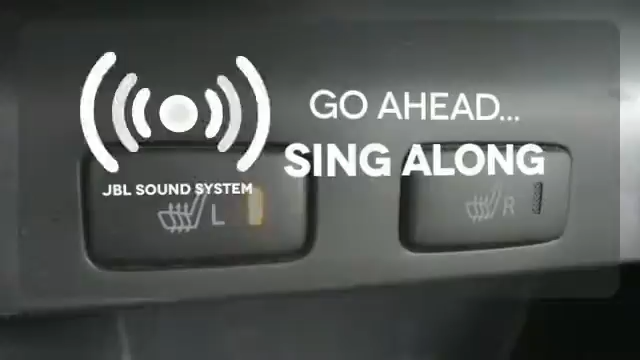 GO AHEAD...
SING ALONG
JBL SOUND SYSTEM
L
R